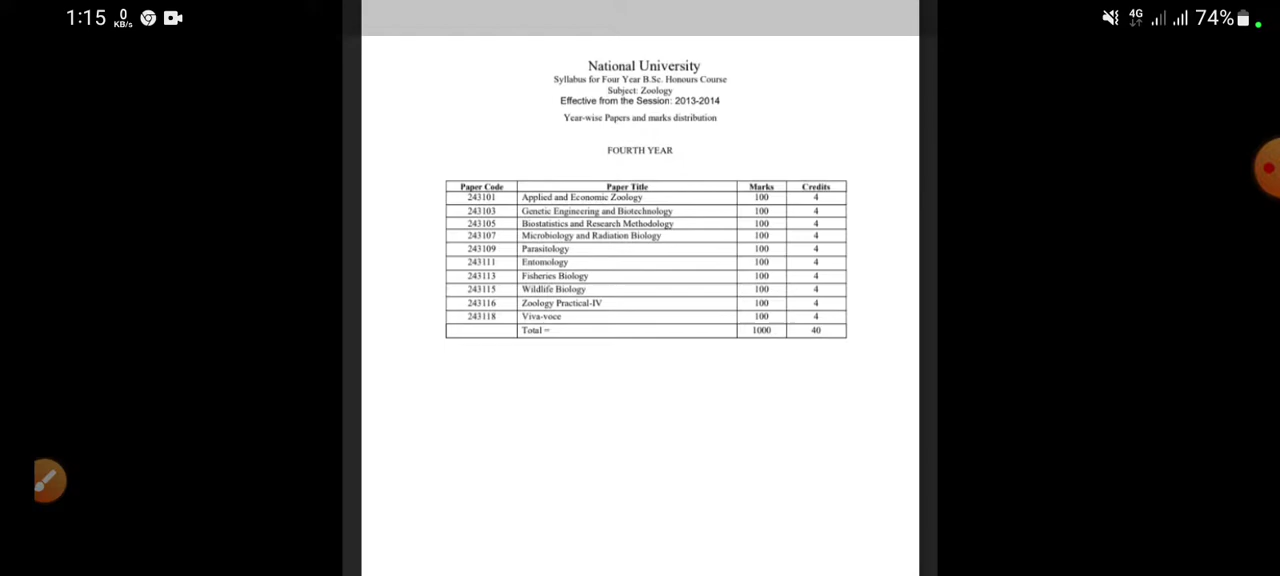 1:15 0 KB/s 4G 74%
National University
Syllabus for Four Year B.Sc. Honours Course
Subject: Zoology
Effective from the Session: 2013-2014
Year-wise Papers and marks distribution
FOURTH YEAR
Paper Code Paper Title Marks Credits
243101 Applied and Economic Zoology 100 4
243103 Genetic Engineering and Biotechnology 100 4
243105 Biostatistics and Research Methodology 100 4
243107 Microbiology and Radiation Biology 100 4
243109 Parasitology 100 4
243111 Entomology 100 4
243113 Fisheries Biology 100 4
243115 Wildlife Biology 100 4
243116 Zoology Practical-IV 100 4
243118 Viva-voce 100 4
Total = 1000 40